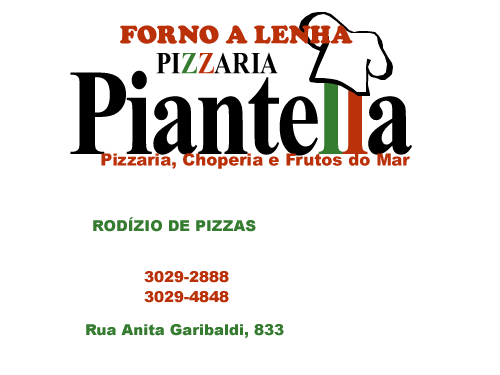 FORNO A LENHA
PIZZARIA
Piantella
Pizzaria, Choperia e Frutos do Mar
RODÍZIO DE PIZZAS
3029-2888
3029-4848
Rua Anita Garibaldi, 833